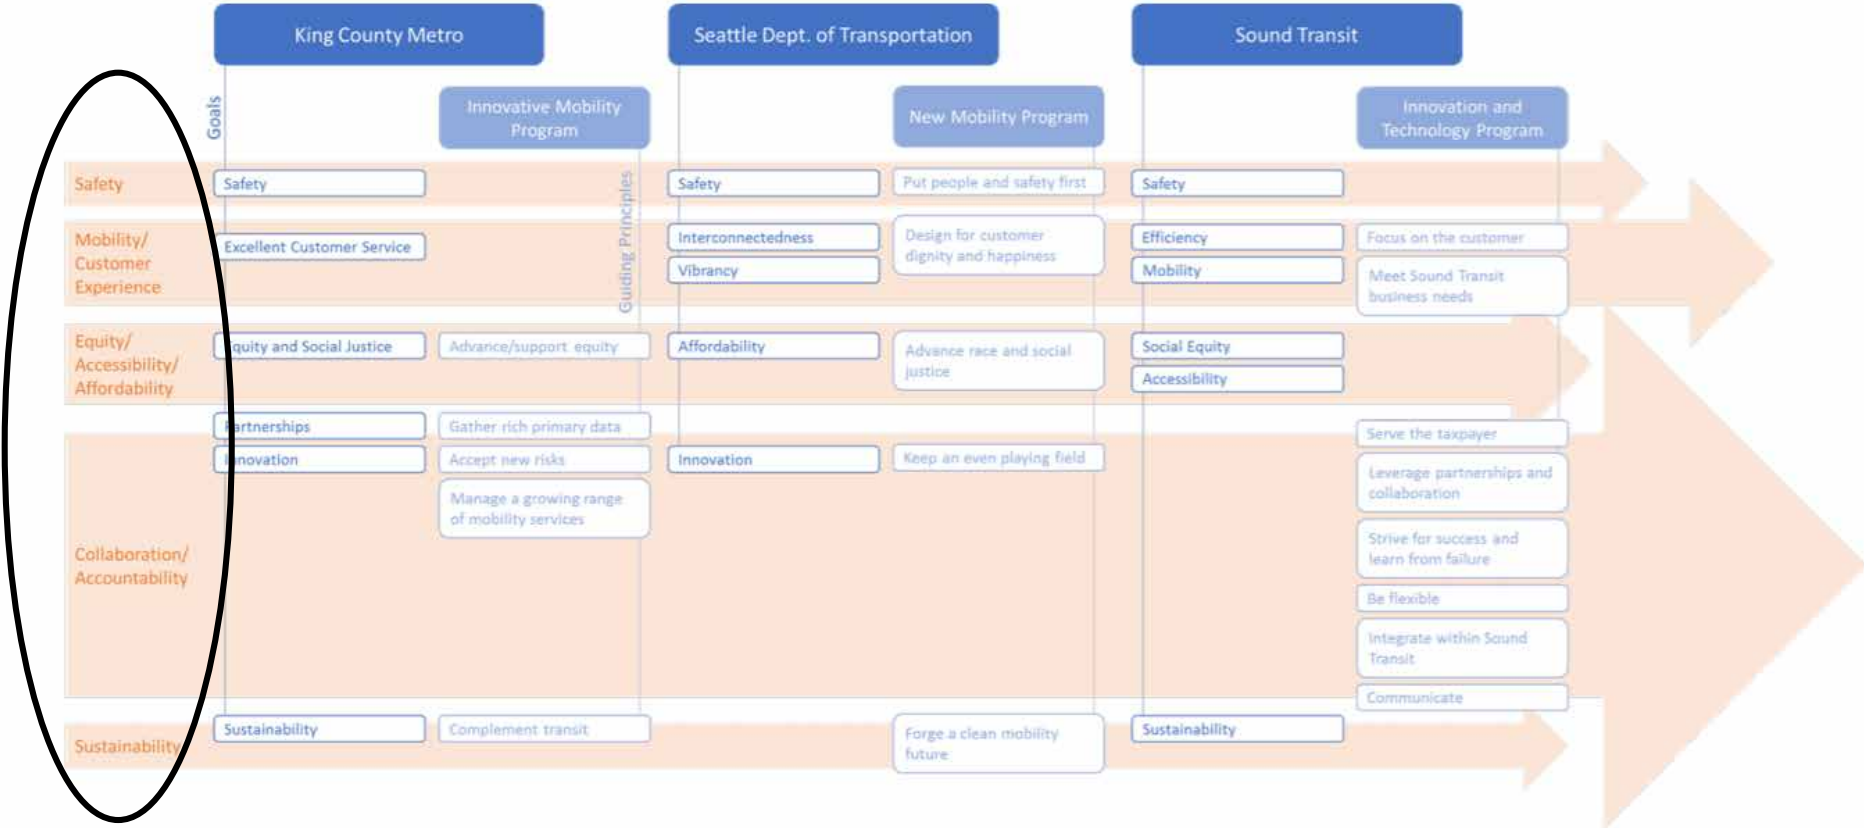 King County Metro
Seattle Dept. of Transportation
Sound Transit
Goals
Innovative Mobility
Program
New Mobility Program
Innovation and
Technology Program
Guiding Principles
Safety
Safety
Safety
Put people and safety first
Safety
Mobility/
Customer
Experience
Excellent Customer Service
Interconnectedness
Vibrancy
Design for customer
dignity and happiness
Efficiency
Mobility
Focus on the customer
Meet Sound Transit
business needs
Equity/
Accessibility/
Affordability
Equity and Social Justice
Advance/support equity
Affordability
Advance race and social
justice
Social Equity
Accessibility
Collaboration/
Accountability
Partnerships
Innovation
Gather rich primary data
Accept new risks
Manage a growing range
of mobility services
Innovation
Keep an even playing field
Serve the taxpayer
Leverage partnerships and
collaboration
Strive for success and
learn from failure
Be flexible
Integrate within Sound
Transit
Communicate
Sustainability
Sustainability
Complement transit
Forge a clean mobility
future
Sustainability